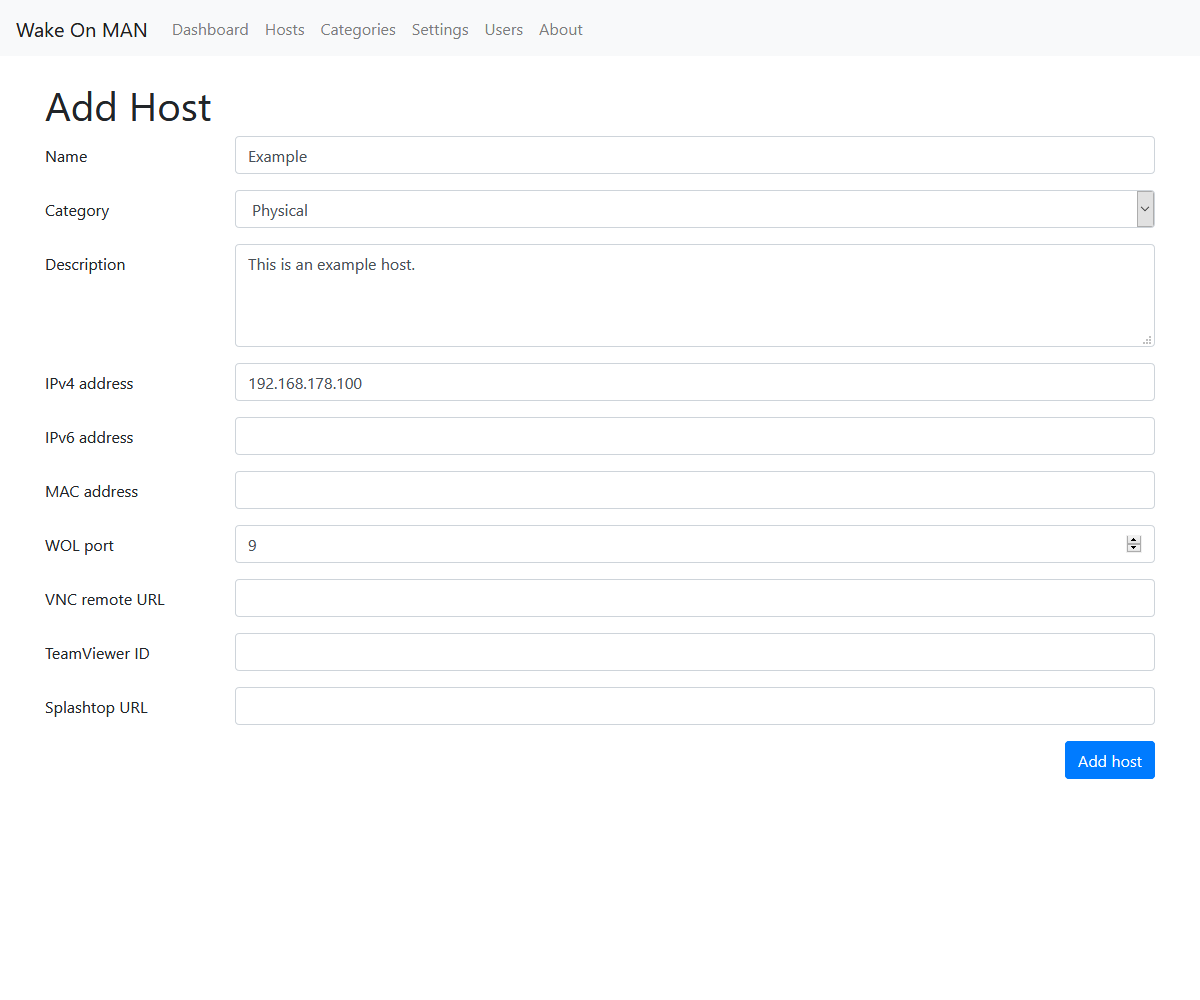 Wake On MAN Dashboard Hosts Categories Settings Users About
Add Host
Name Example
Category Physical
Description This is an example host.
IPv4 address 192.168.178.100
IPv6 address
MAC address
WOL port 9
VNC remote URL
TeamViewer ID
Splashtop URL
Add host